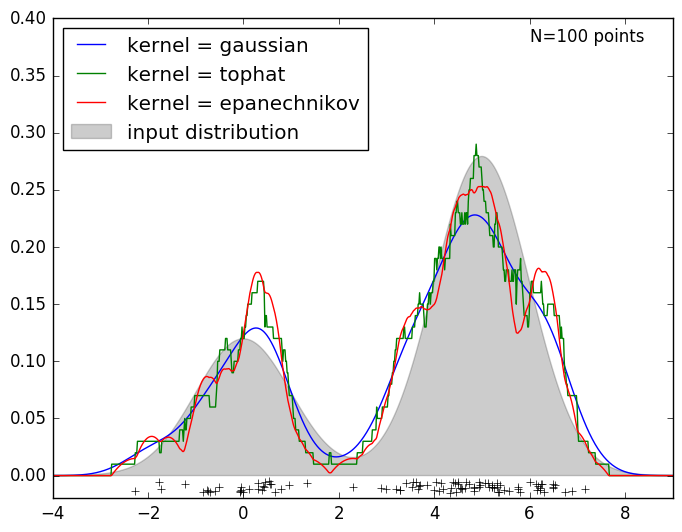 0.40
0.35
0.30
0.25
0.20
0.15
0.10
0.05
0.00
kernel = gaussian
kernel = tophat
kernel = epanechnikov
input distribution
N=100 points
−4 −2 0 2 4 6 8